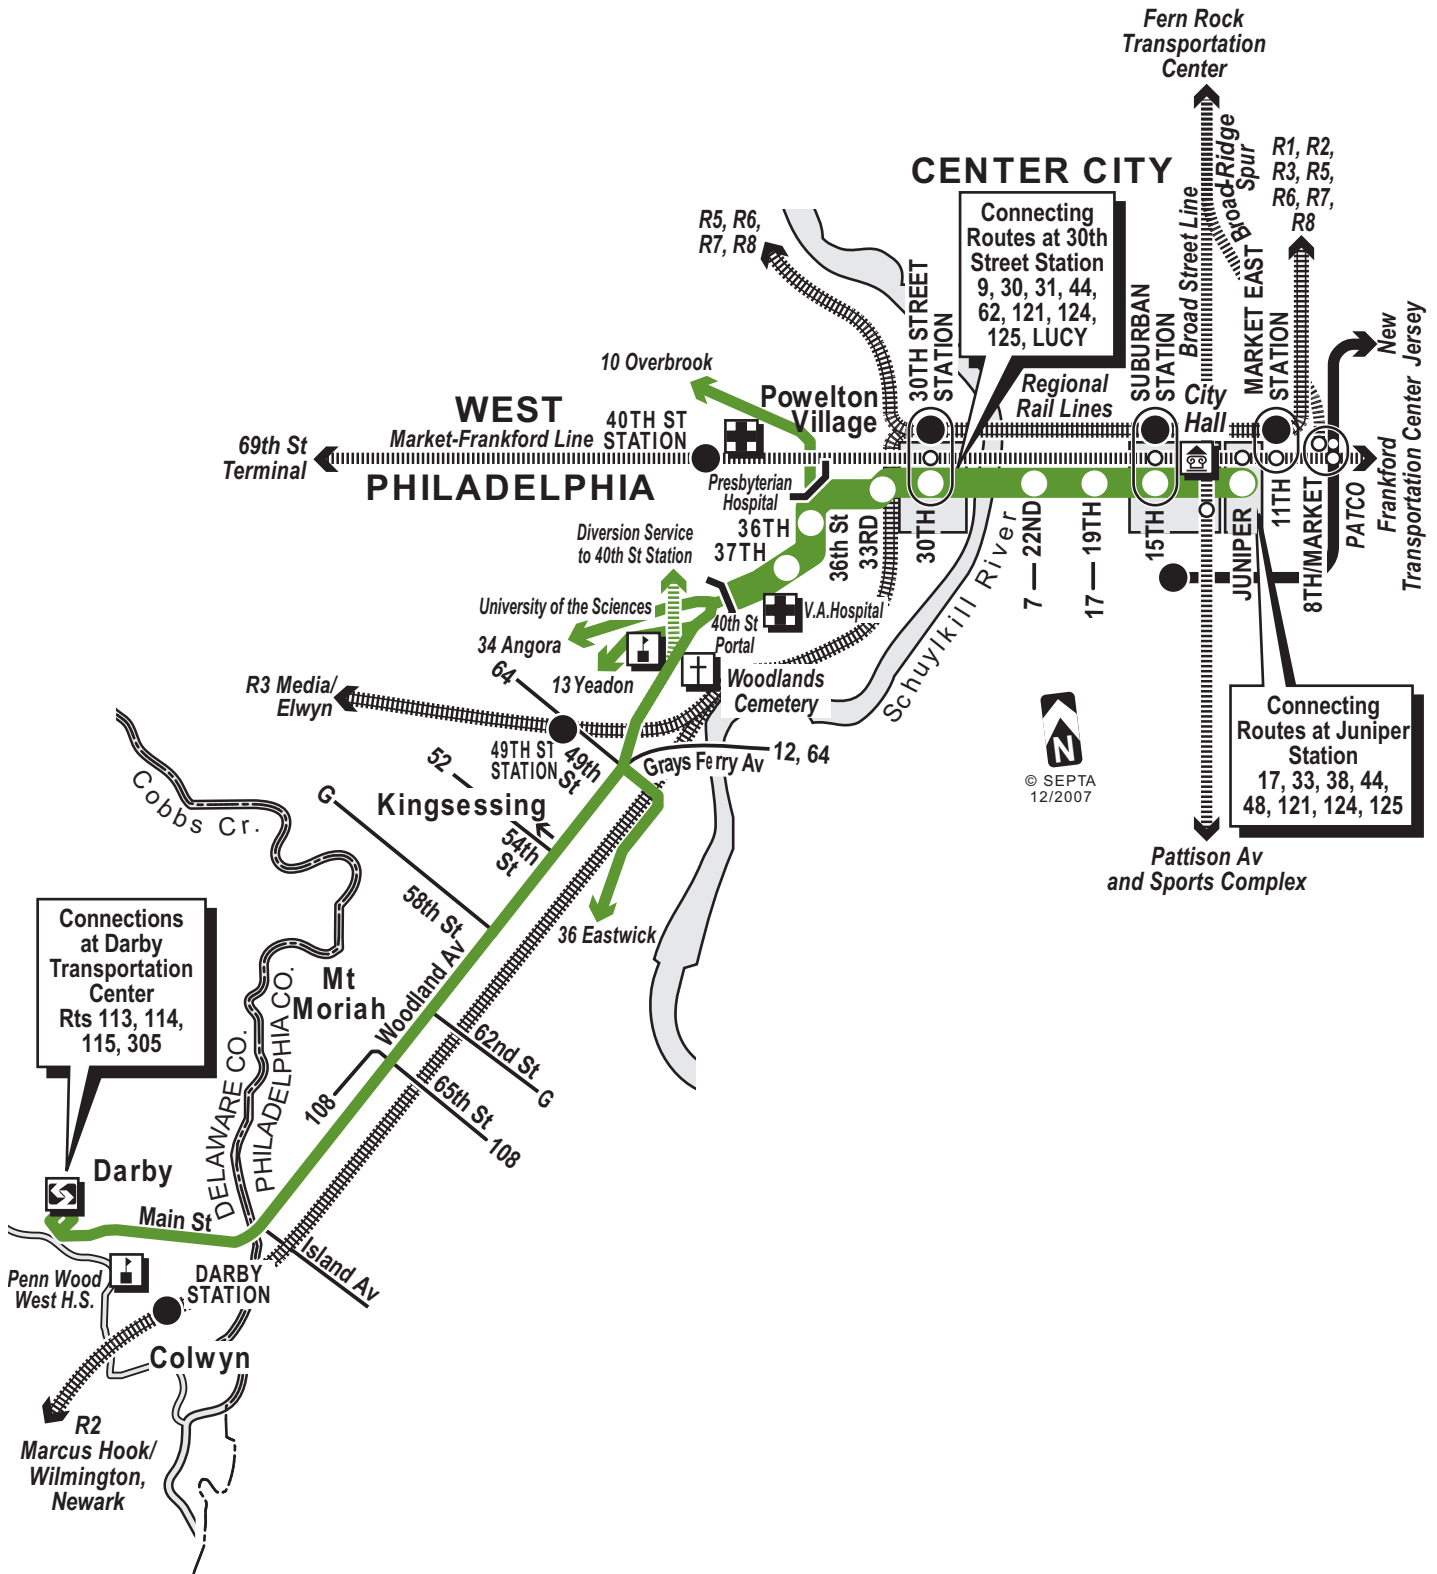 Fern Rock
Transportation
Center
Broad-Ridge
Spur
Broad Street Line
R1, R2,
R3, R5,
R6, R7,
R8
CENTER CITY
Connecting
Routes at 30th
Street Station
9, 30, 31, 44,
62, 121, 124,
125, LUCY
R5, R6,
R7, R8
30TH STREET
STATION
SUBURBAN
STATION
MARKET EAST
STATION
New
Jersey
10 Overbrook
Powelton
Village
Regional
Rail Lines
City
Hall
WEST
PHILADELPHIA
40TH ST
STATION
Market-Frankford Line
69th St
Terminal
Presbyterian
Hospital
36TH
37TH
36th St
33RD
30TH
22ND
7
19TH
17
15TH
JUNIPER
11TH
8TH/MARKET
PATCO
Frankford
Transportation Center
Diversion Service
to 40th St Station
University of the Sciences
34 Angora
13 Yeadon
40th St
Portal
V.A.Hospital
Woodlands
Cemetery
Schuylkill River
R3 Media/
Elwyn
64
49TH ST
STATION
49th
St
Grays Ferry Av
12, 64
N
© SEPTA
12/2007
Connecting
Routes at Juniper
Station
17, 33, 38, 44,
48, 121, 124, 125
Pattison Av
and Sports Complex
52
G
Kingsessing
54th
St
Cobbs Cr.
58th St
36 Eastwick
Woodland Av
Mt
Moriah
Connections
at Darby
Transportation
Center
Rts 113, 114,
115, 305
62nd St
G
65th St
108
108
DELAWARE CO.
PHILADELPHIA CO.
Darby
Main St
Island Av
Penn Wood
West H.S.
DARBY
STATION
Colwyn
R2
Marcus Hook/
Wilmington,
Newark